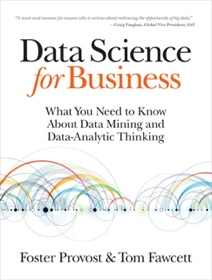 "A must-read resource for anyone who is serious about embracing the opportunity of big data."
— Craig Vaughan, Global Vice President, SAP
Data Science
for Business
What You Need to Know
About Data Mining and
Data-Analytic Thinking
Foster Provost & Tom Fawcett